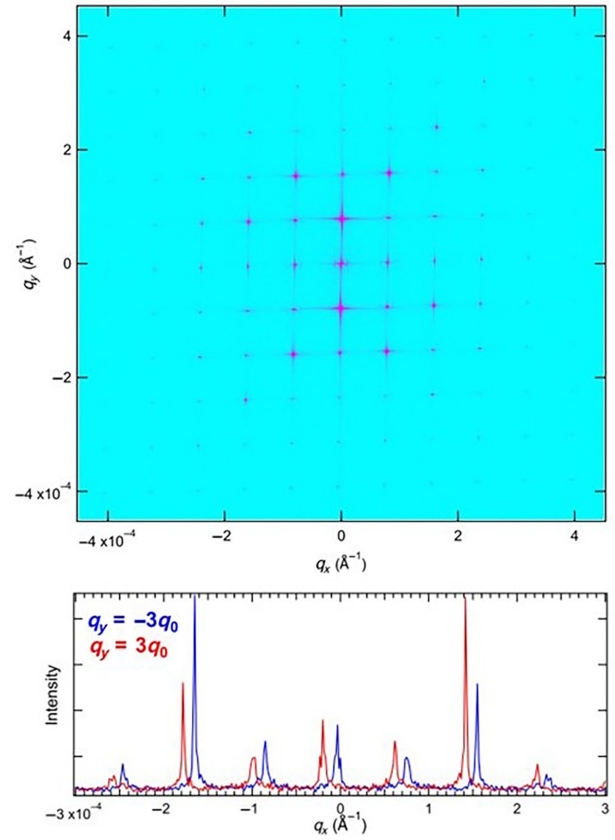 4
2
0
−2
−4 x10⁻⁴
qy (Å⁻¹)
−4 x10⁻⁴
−2
0
2
4
qx (Å⁻¹)
qy = −3q0
qy = 3q0
Intensity
−3 x10⁻⁴
−2
−1
0
1
2
3
qx (Å⁻¹)